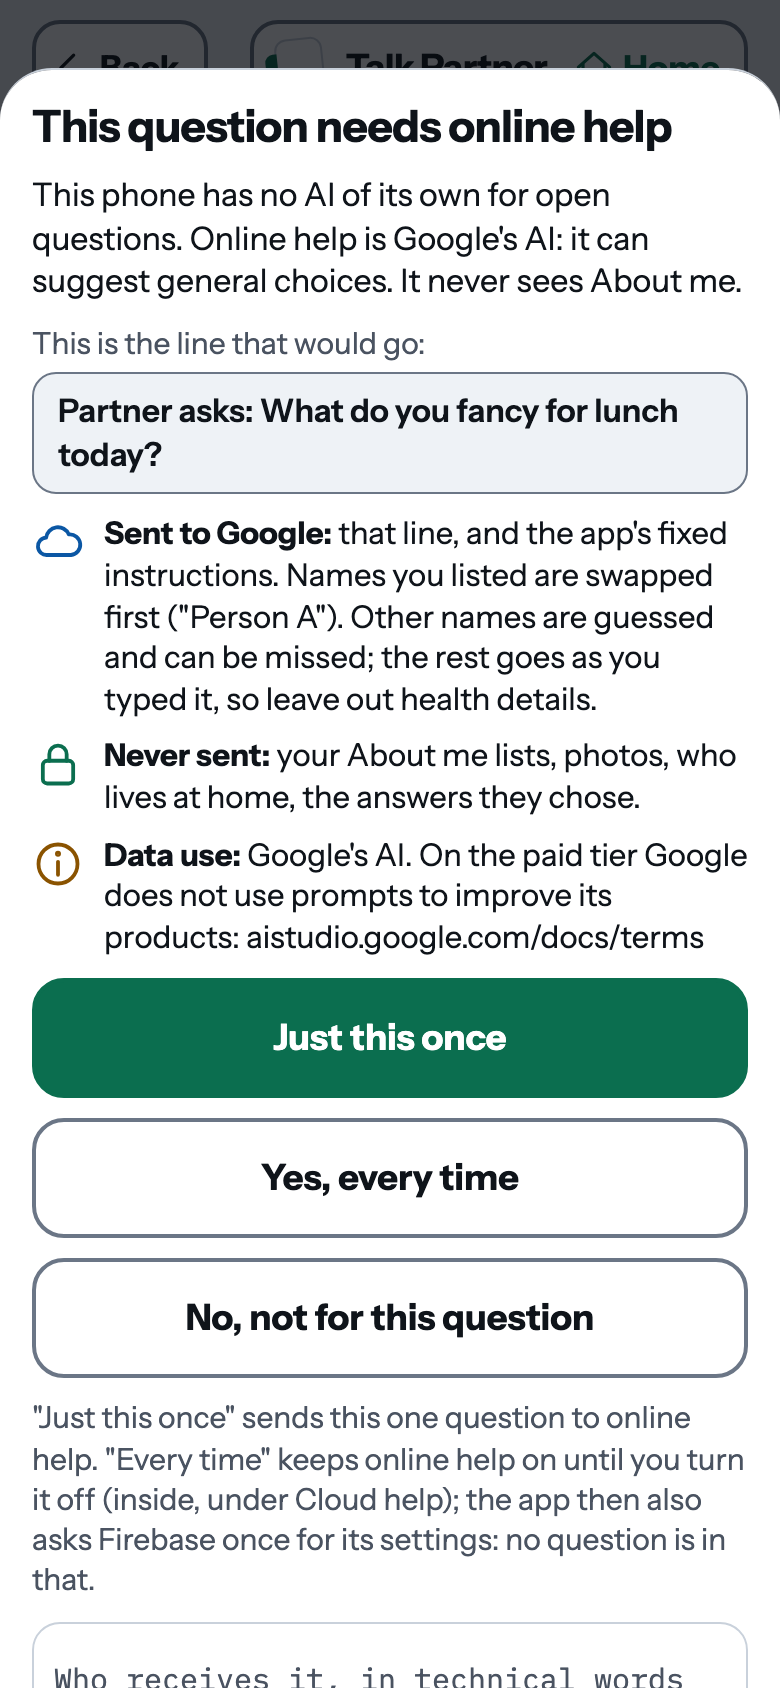 Back
Talk Partner
Home
This question needs online help
This phone has no AI of its own for open
questions. Online help is Google's AI: it can
suggest general choices. It never sees About me.
This is the line that would go:
Partner asks: What do you fancy for lunch
today?
Sent to Google: that line, and the app's fixed
instructions. Names you listed are swapped
first ("Person A"). Other names are guessed
and can be missed; the rest goes as you
typed it, so leave out health details.
Never sent: your About me lists, photos, who
lives at home, the answers they chose.
Data use: Google's AI. On the paid tier Google
does not use prompts to improve its
products: aistudio.google.com/docs/terms
Just this once
Yes, every time
No, not for this question
"Just this once" sends this one question to online
help. "Every time" keeps online help on until you turn
it off (inside, under Cloud help); the app then also
asks Firebase once for its settings: no question is in
that.
Who receives it, in technical words